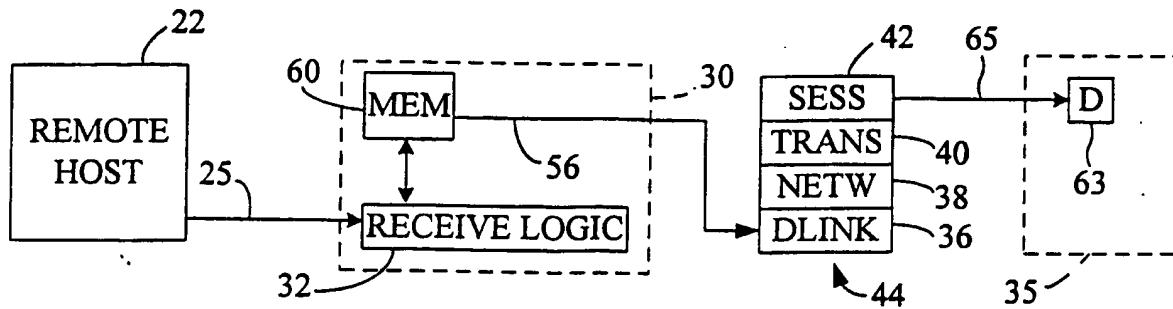 22
REMOTE
HOST
25
60
MEM
30
56
RECEIVE LOGIC
32
42
SESS
TRANS
40
NETW
38
DLINK
36
44
65
D
63
35